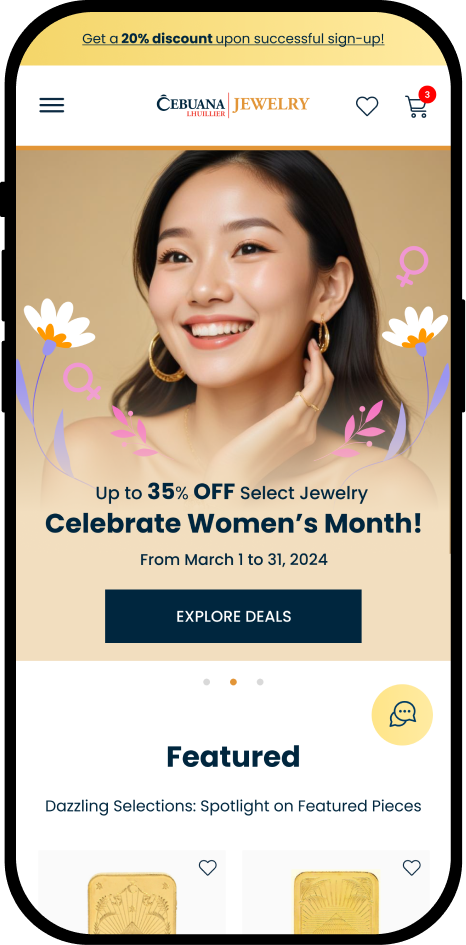 Get a 20% discount upon successful sign-up!
ĈEBUANA LHUILLIER JEWELRY
3
Up to 35% OFF Select Jewelry
Celebrate Women's Month!
From March 1 to 31, 2024
EXPLORE DEALS
Featured
Dazzling Selections: Spotlight on Featured Pieces